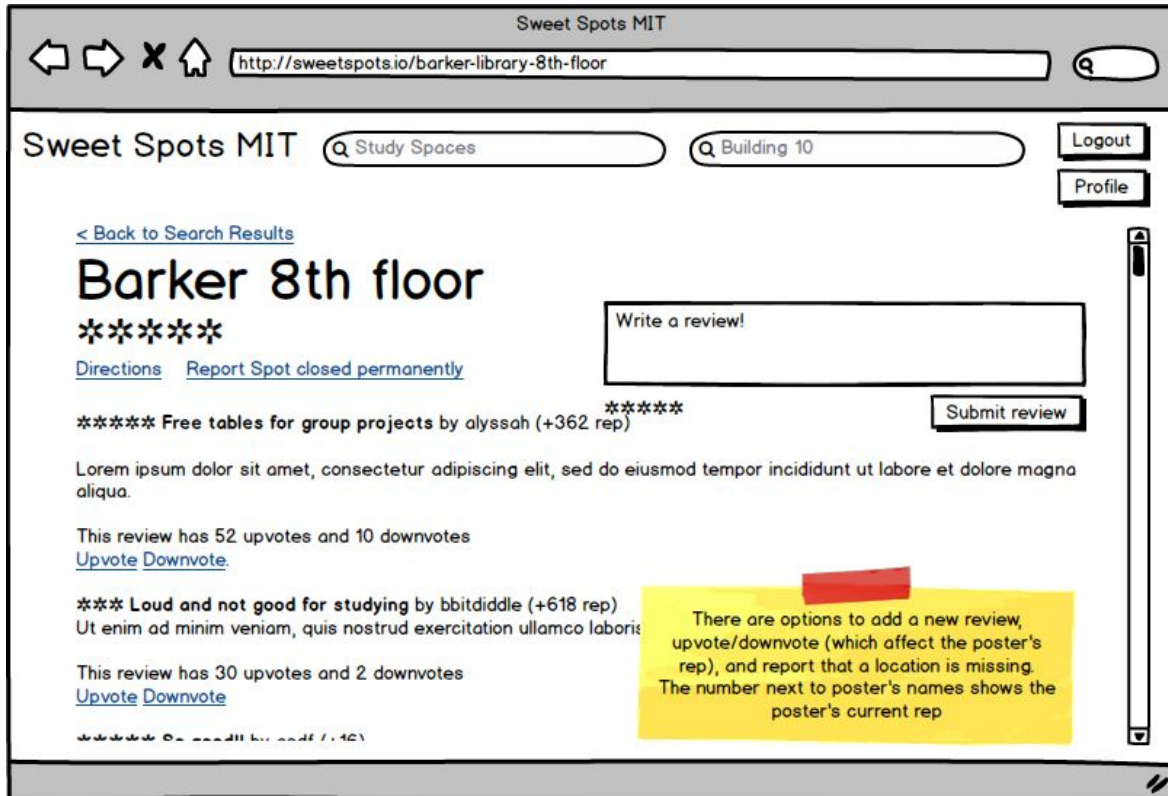 Sweet Spots MIT
http://sweetspots.io/barker-library-8th-floor
Sweet Spots MIT
Study Spaces
Building 10
Logout
Profile
< Back to Search Results
Barker 8th floor
*****
Write a review!
Directions Report Spot closed permanently
*****
Submit review
***** Free tables for group projects by alyssah (+362 rep)
Lorem ipsum dolor sit amet, consectetur adipiscing elit, sed do eiusmod tempor incididunt ut labore et dolore magna
aliqua.
This review has 52 upvotes and 10 downvotes
Upvote Downvote.
*** Loud and not good for studying by bbitdiddle (+618 rep)
Ut enim ad minim veniam, quis nostrud exercitation ullamco laboris
This review has 30 upvotes and 2 downvotes
Upvote Downvote
There are options to add a new review,
upvote/downvote (which affect the poster's
rep), and report that a location is missing.
The number next to poster's names shows the
poster's current rep
***** So good!! by